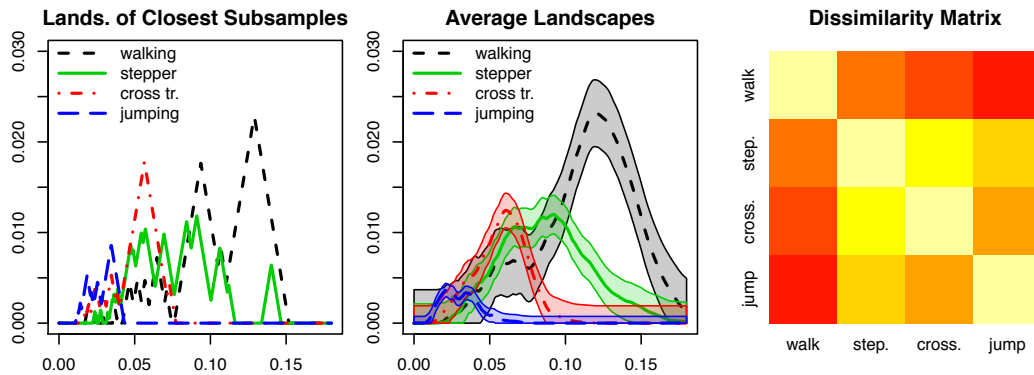 Lands. of Closest Subsamples
0.000 0.010 0.020 0.030
walking
stepper
cross tr.
jumping
0.00 0.05 0.10 0.15
Average Landscapes
0.000 0.010 0.020 0.030
walking
stepper
cross tr.
jumping
0.00 0.05 0.10 0.15
Dissimilarity Matrix
walk
step.
cross.
jump
walk step. cross. jump